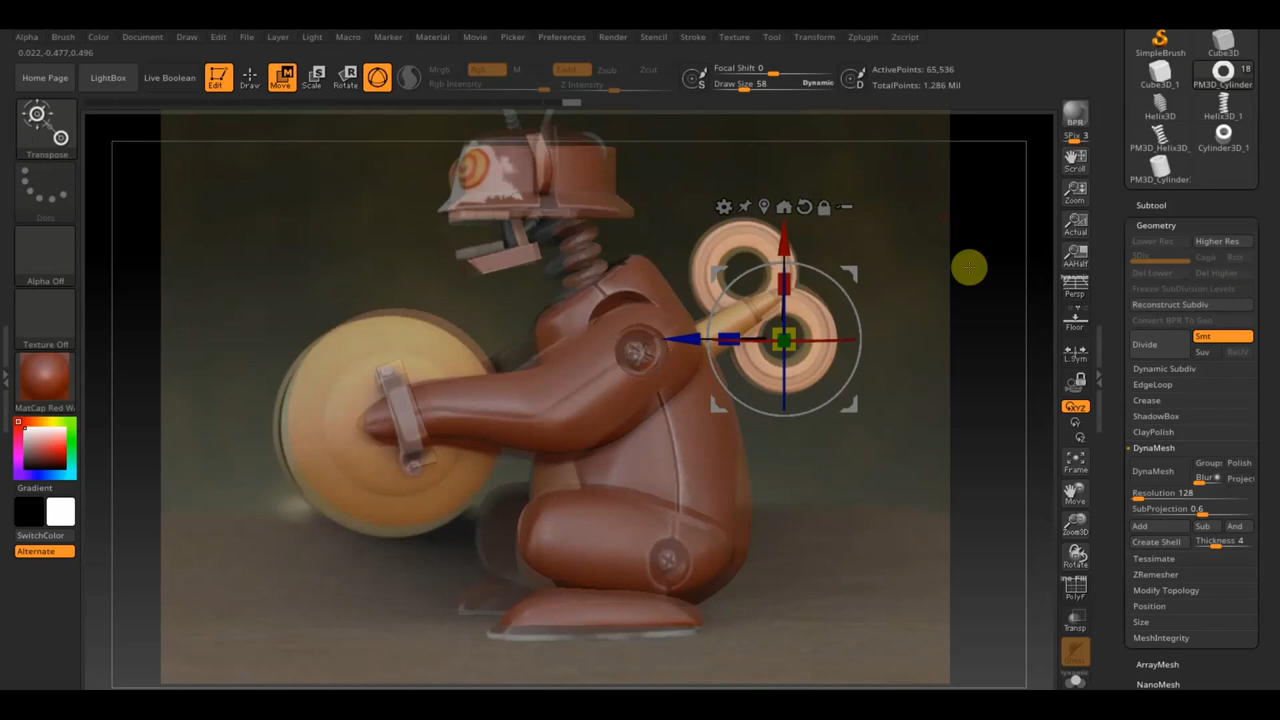 Alpha Brush Color Document Draw Edit File Layer Light Macro Marker Material Movie Picker Preferences Render Stencil Stroke Texture Tool Transform Zplugin Zscript
0.022,-0.477,0.496
Home Page LightBox Live Boolean Edit Draw Move Scale Rotate
Mrgb Rgb M Zadd Zsub Zcut
Rgb Intensity Z Intensity
Focal Shift 0
Draw Size 58 Dynamic
ActivePoints: 65,536
TotalPoints: 1.286 Mil
Transpose
Dots
Alpha Off
Texture Off
MatCap Red Wa
Gradient
SwitchColor
Alternate
BPR
SPix 3
Scroll
Zoom
Actual
AAHalf
Dynamic
Persp
Floor
L.Sym
XYZ
Frame
Move
Zoom3D
Rotate
PolyF
Transp
SimpleBrush Cube3D
18
Cube3D_1 PM3D_Cylinder
Helix3D Helix3D_1
PM3D_Helix3D_ Cylinder3D_1
PM3D_Cylinder
Subtool
Geometry
Lower Res Higher Res
SDiv Cage Rstr
Del Lower Del Higher
Freeze SubDivision Levels
Reconstruct Subdiv
Convert BPR To Geo
Divide Smt
Suv ReUV
Dynamic Subdiv
EdgeLoop
Crease
ShadowBox
ClayPolish
DynaMesh
DynaMesh Groups Polish
Blur Project
Resolution 128
SubProjection 0.6
Add Sub And
Create Shell Thickness 4
Tessimate
ZRemesher
Modify Topology
Position
Size
MeshIntegrity
ArrayMesh
NanoMesh